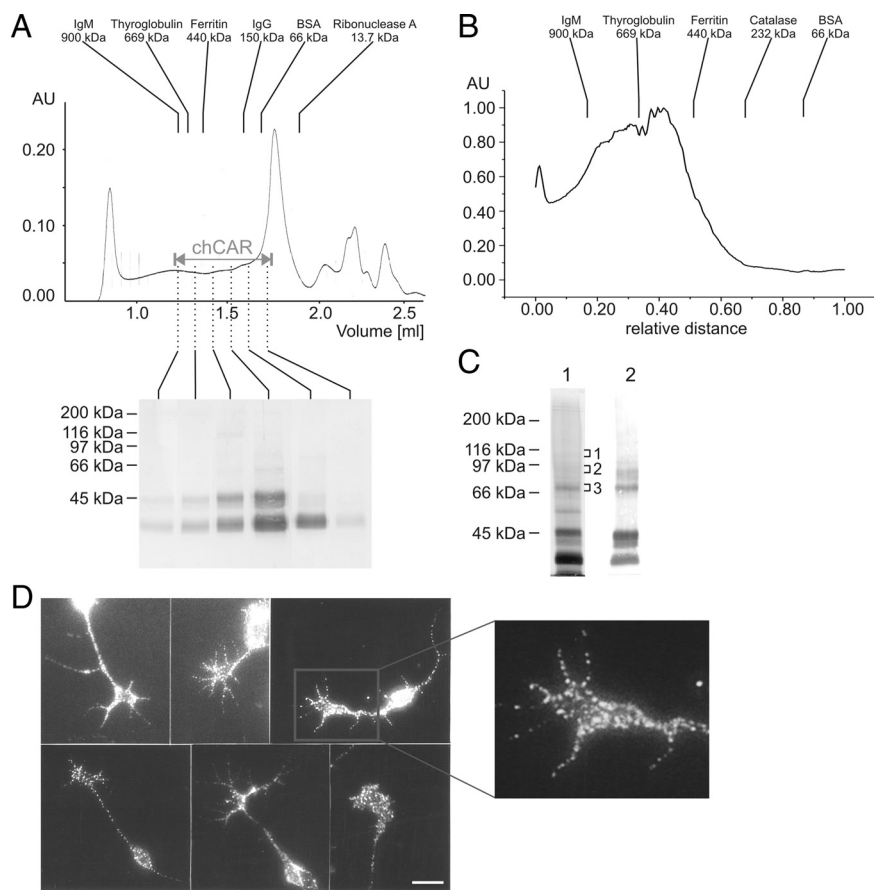 A
IgM Thyroglobulin Ferritin IgG BSA Ribonuclease A
900 kDa 669 kDa 440 kDa 150 kDa 66 kDa 13.7 kDa
AU
0.20
0.10
chCAR
0.00
1.0 1.5 2.0 2.5
Volume [ml]
200 kDa
116 kDa
97 kDa
66 kDa
45 kDa
B
IgM Thyroglobulin Ferritin Catalase BSA
900 kDa 669 kDa 440 kDa 232 kDa 66 kDa
AU
1.00
0.80
0.60
0.40
0.20
0.00
0.00 0.20 0.40 0.60 0.80 1.00
relative distance
C
1 2
200 kDa
116 kDa
1
97 kDa
2
66 kDa
3
45 kDa
D